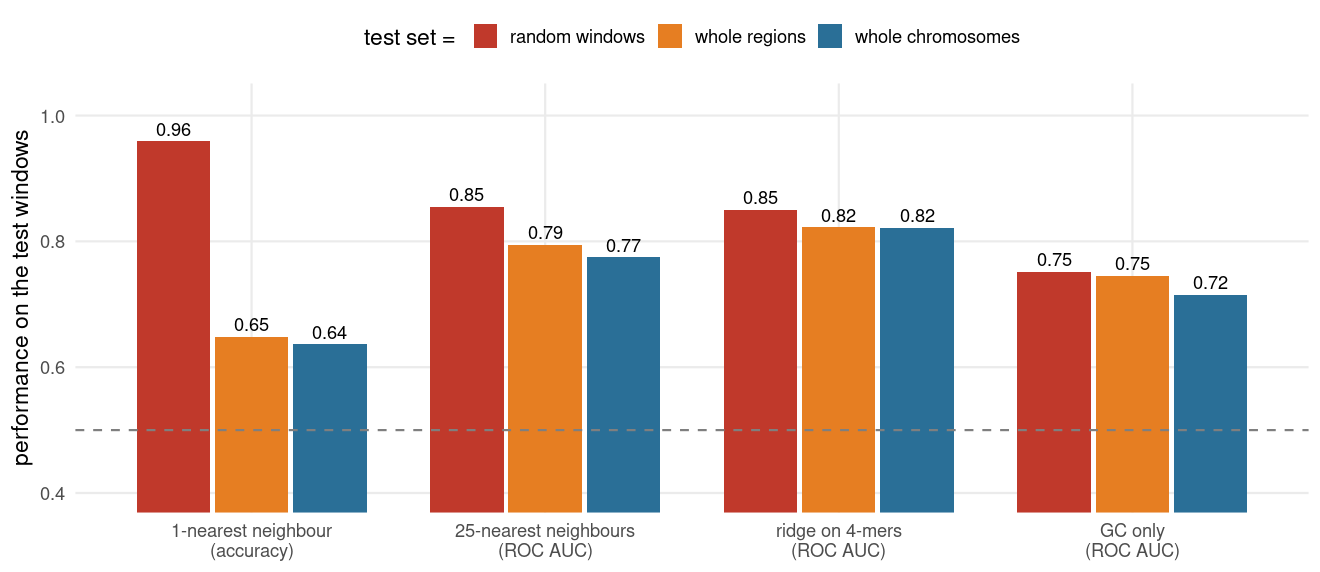 test set = random windows whole regions whole chromosomes
performance on the test windows
1.0
0.8
0.6
0.4
0.96
0.65
0.64
0.85
0.79
0.77
0.85
0.82
0.82
0.75
0.75
0.72
1-nearest neighbour
(accuracy)
25-nearest neighbours
(ROC AUC)
ridge on 4-mers
(ROC AUC)
GC only
(ROC AUC)